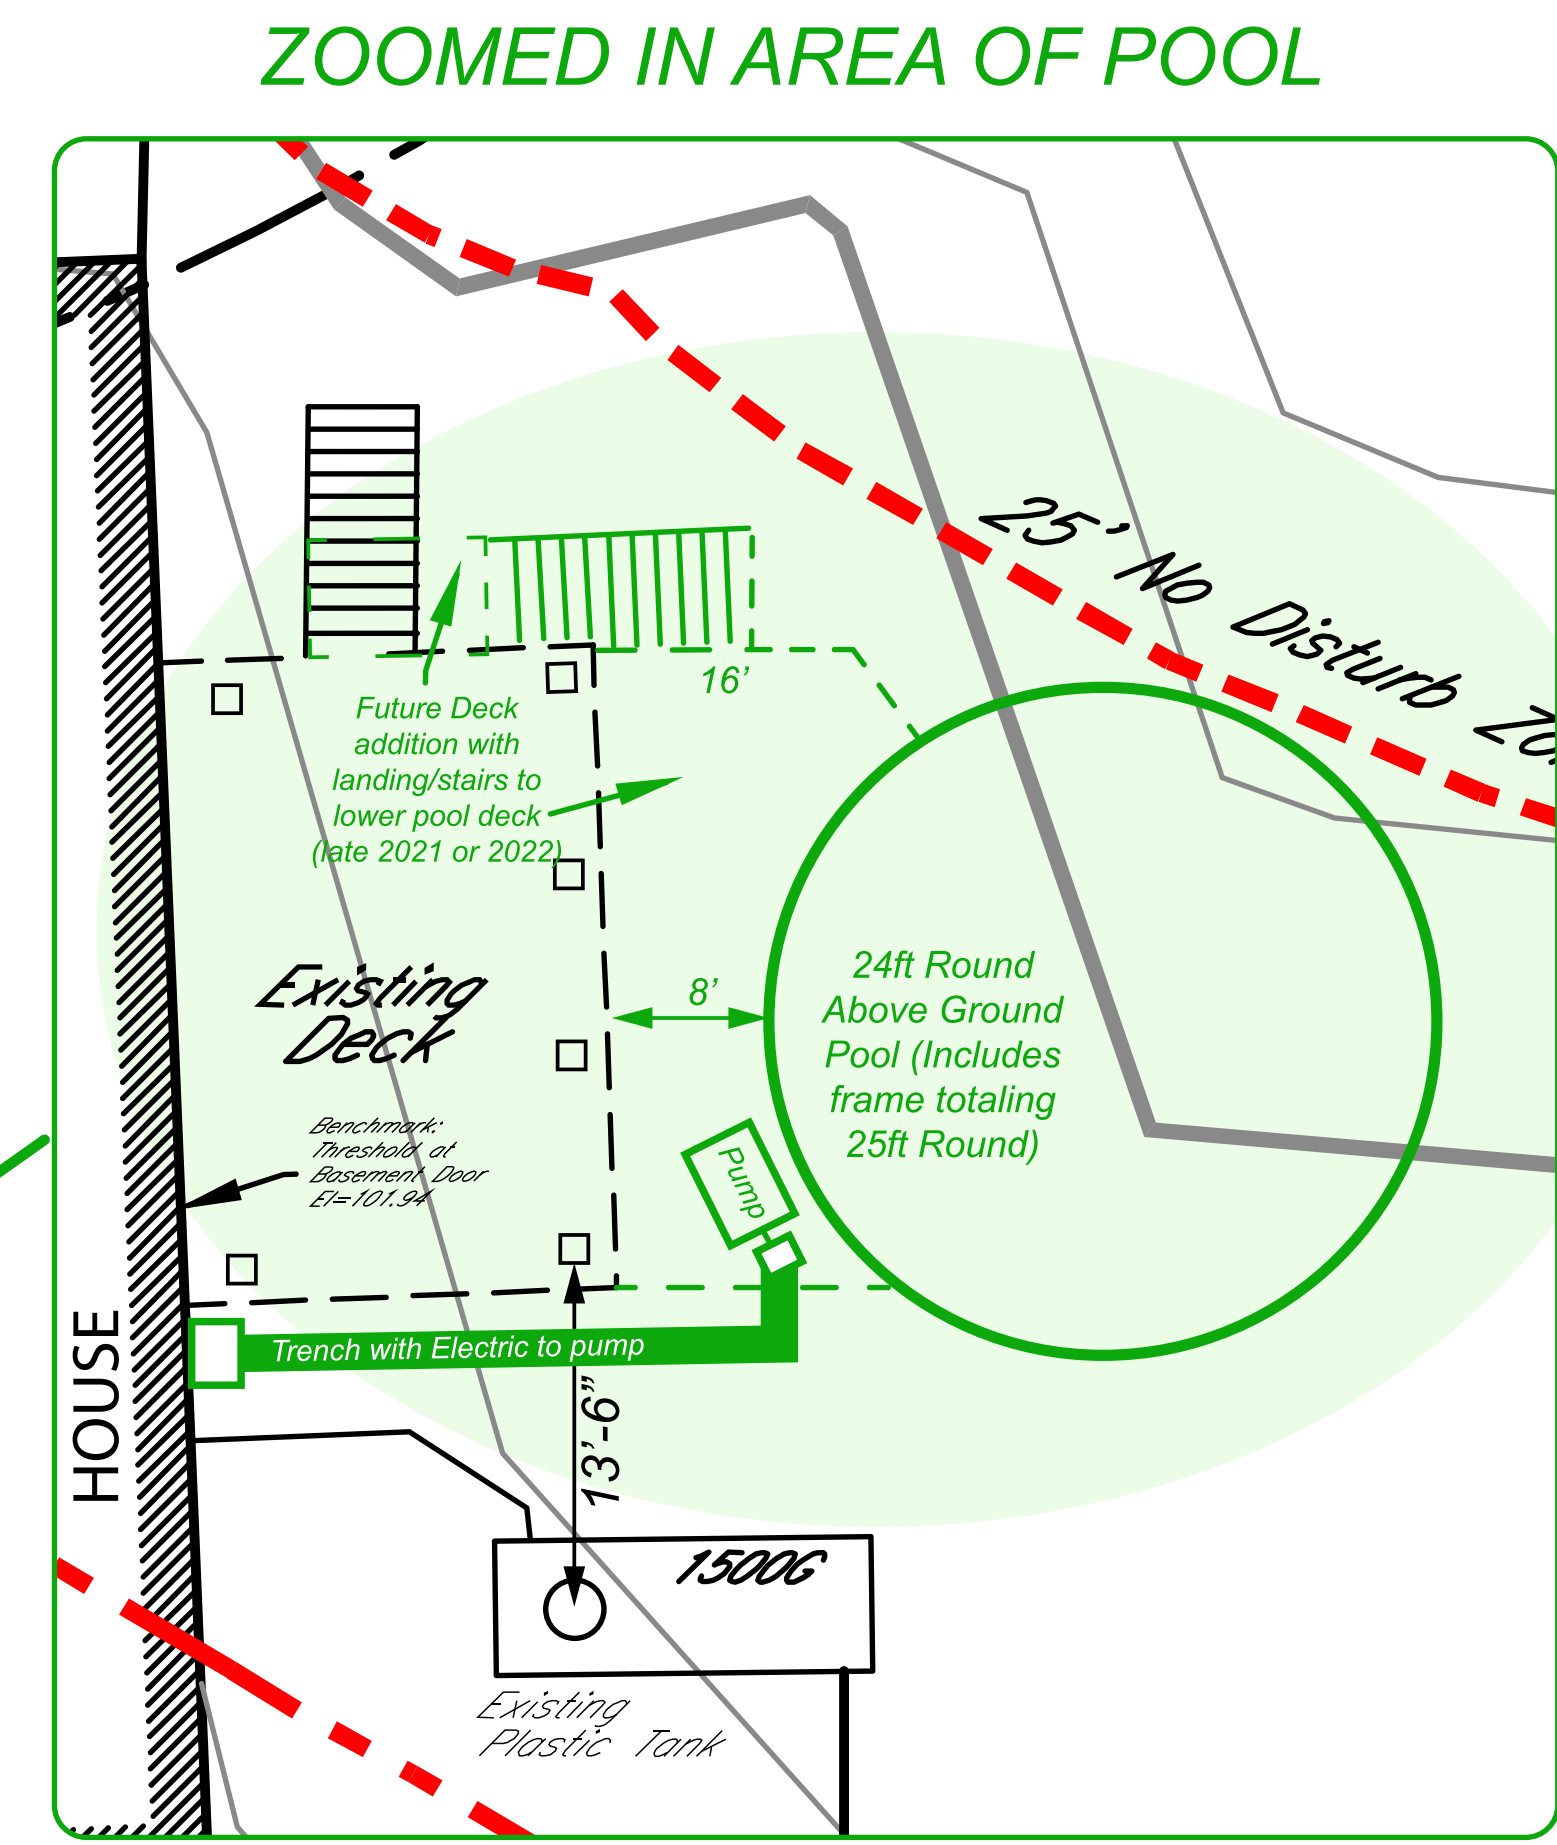 ZOOMED IN AREA OF POOL
25' No Disturb
16'
Future Deck
addition with
landing/stairs to
lower pool deck
(late 2021 or 2022)
Existing
Deck
8'
24ft Round
Above Ground
Pool (Includes
frame totaling
25ft Round)
Benchmark:
Threshold at
Basement Door
El=101.94
Pump
HOUSE
Trench with Electric to pump
13'-6"
1500G
Existing
Plastic Tank